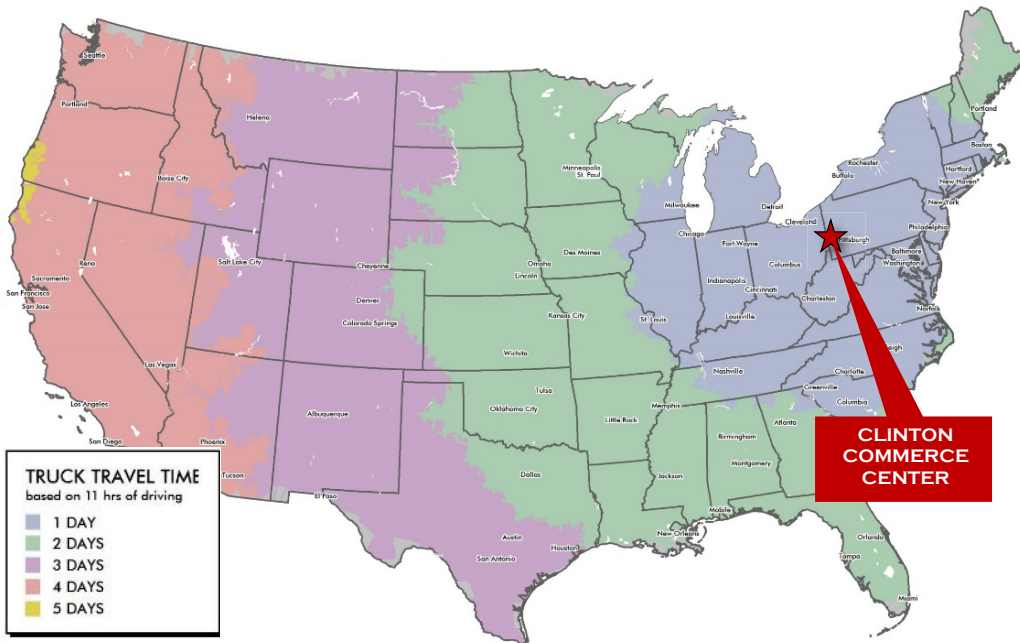 Seattle
Portland
Helena
Boise City
Minneapolis
St. Paul
Portland
Rochester
Buffalo
Boston
Hartford
New Haven
New York
Milwaukee
Detroit
Cleveland
Chicago
Fort Wayne
Pittsburgh
Philadelphia
Baltimore
Washington
Reno
Sacramento
San Francisco
San Jose
Salt Lake City
Cheyenne
Omaha
Lincoln
Des Moines
Columbus
Indianapolis
Cincinnati
Charleston
Denver
Colorado Springs
Kansas City
St. Louis
Louisville
Norfolk
Las Vegas
Wichita
Nashville
Charlotte
Greenville
Columbia
Los Angeles
San Diego
Albuquerque
Tulsa
Oklahoma City
Little Rock
Memphis
Atlanta
Birmingham
Montgomery
CLINTON
COMMERCE
CENTER
Phoenix
Tucson
El Paso
Dallas
Jackson
Mobile
New Orleans
Austin
San Antonio
Houston
Orlando
Tampa
Miami
TRUCK TRAVEL TIME
based on 11 hrs of driving
1 DAY
2 DAYS
3 DAYS
4 DAYS
5 DAYS